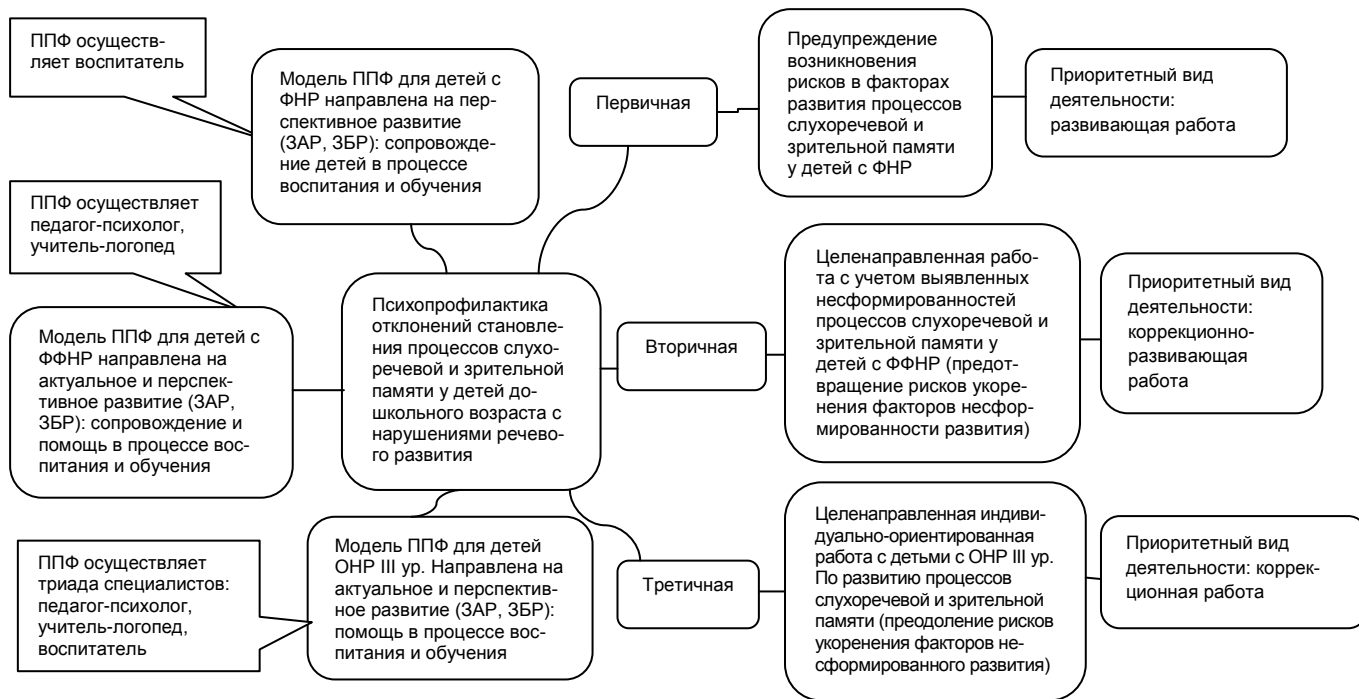 ППФ осуществ-
ляет воспитатель
Модель ППФ для детей с
ФНР направлена на пер-
спективное развитие
(ЗАР, ЗБР): сопровожде-
ние детей в процессе
воспитания и обучения
ППФ осуществляет
педагог-психолог,
учитель-логопед
Модель ППФ для детей с
ФФНР направлена на
актуальное и перспек-
тивное развитие (ЗАР,
ЗБР): сопровождение и
помощь в процессе вос-
питания и обучения
ППФ осуществляет
триада специалистов:
педагог-психолог,
учитель-логопед,
воспитатель
Модель ППФ для детей
ОНР III ур. Направлена на
актуальное и перспектив-
ное развитие (ЗАР, ЗБР):
помощь в процессе вос-
питания и обучения
Психопрофилактика
отклонений становле-
ния процессов слухо-
речевой и зрительной
памяти у детей до-
школьного возраста с
нарушениями речево-
го развития
Первичная
Предупреждение
возникновения
рисков в факторах
развития процессов
слухоречевой и
зрительной памяти
у детей с ФНР
Приоритетный вид
деятельности:
развивающая работа
Вторичная
Целенаправленная рабо-
та с учетом выявленных
несформированностей
процессов слухоречевой и
зрительной памяти у
детей с ФФНР (предот-
вращение рисков укоре-
нения факторов несфор-
мированности развития)
Приоритетный вид
деятельности:
коррекционно-
развивающая
работа
Третичная
Целенаправленная индиви-
дуально-ориентированная
работа с детьми с ОНР III ур.
По развитию процессов
слухоречевой и зрительной
памяти (преодоление рисков
укоренения факторов не-
сформированного развития)
Приоритетный вид
деятельности: коррек-
ционная работа